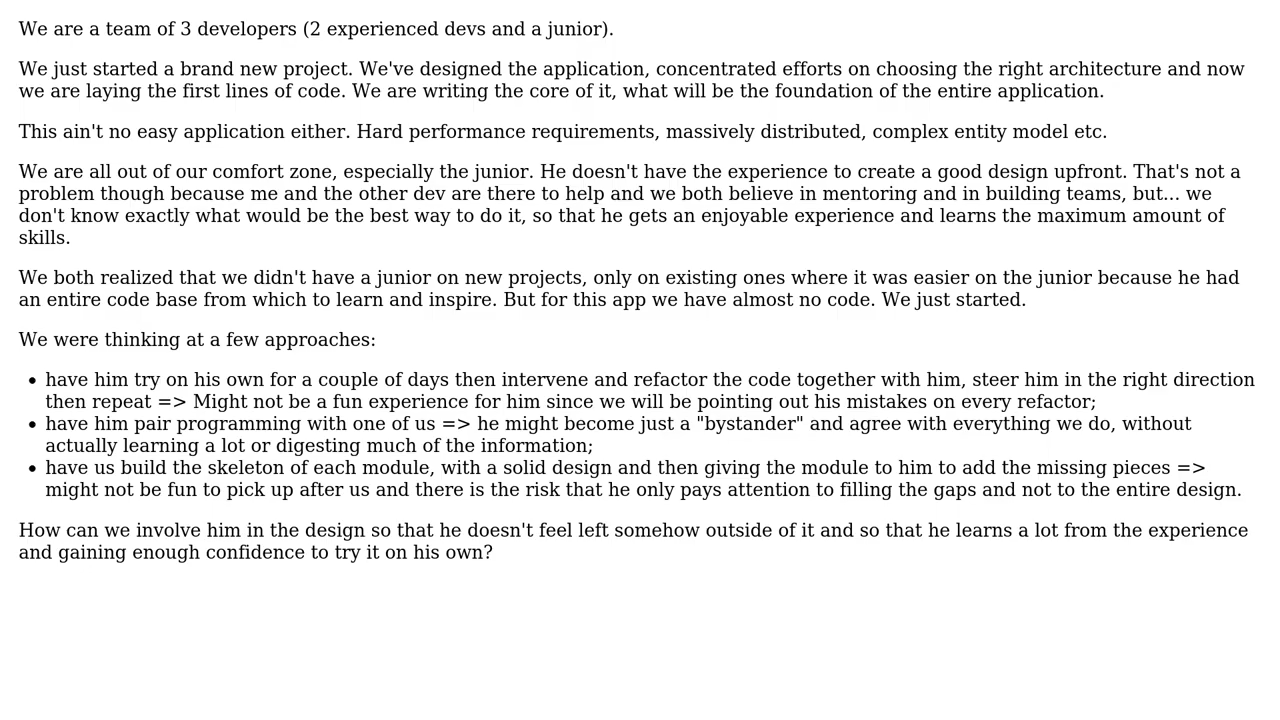 We are a team of 3 developers (2 experienced devs and a junior).
We just started a brand new project. We've designed the application, concentrated efforts on choosing the right architecture and now
we are laying the first lines of code. We are writing the core of it, what will be the foundation of the entire application.
This ain't no easy application either. Hard performance requirements, massively distributed, complex entity model etc.
We are all out of our comfort zone, especially the junior. He doesn't have the experience to create a good design upfront. That's not a
problem though because me and the other dev are there to help and we both believe in mentoring and in building teams, but... we
don't know exactly what would be the best way to do it, so that he gets an enjoyable experience and learns the maximum amount of
skills.
We both realized that we didn't have a junior on new projects, only on existing ones where it was easier on the junior because he had
an entire code base from which to learn and inspire. But for this app we have almost no code. We just started.
We were thinking at a few approaches:
• have him try on his own for a couple of days then intervene and refactor the code together with him, steer him in the right direction
then repeat => Might not be a fun experience for him since we will be pointing out his mistakes on every refactor;
• have him pair programming with one of us => he might become just a "bystander" and agree with everything we do, without
actually learning a lot or digesting much of the information;
• have us build the skeleton of each module, with a solid design and then giving the module to him to add the missing pieces =>
might not be fun to pick up after us and there is the risk that he only pays attention to filling the gaps and not to the entire design.
How can we involve him in the design so that he doesn't feel left somehow outside of it and so that he learns a lot from the experience
and gaining enough confidence to try it on his own?